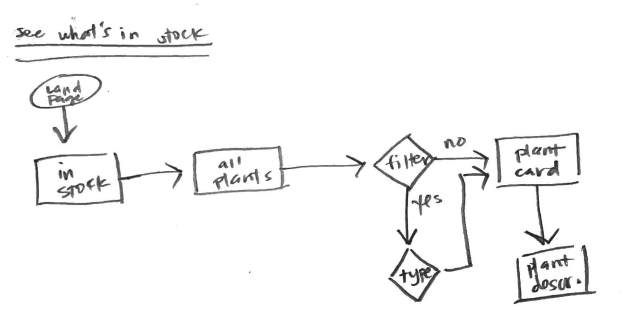 see what's in stock
Land
Page
in
stock
all
plants
filter
no
plant
card
yes
type
plant
descr.